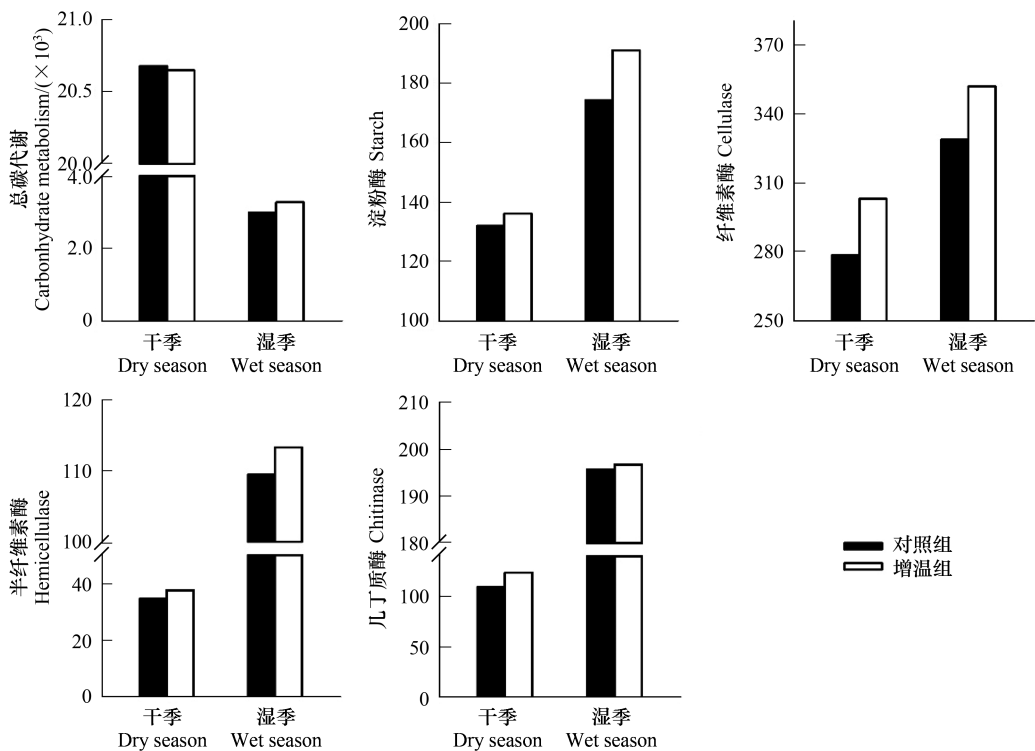 总碳代谢
Carbonhydrate metabolism/(×10³)
21.0
20.5
20.0
4.0
2.0
0
干季
Dry season
湿季
Wet season
淀粉酶 Starch
200
180
160
140
120
100
干季
Dry season
湿季
Wet season
纤维素酶 Cellulase
370
340
310
280
250
干季
Dry season
湿季
Wet season
半纤维素酶
Hemicellulase
120
110
100
40
20
0
干季
Dry season
湿季
Wet season
几丁质酶 Chitinase
210
200
190
180
100
50
0
干季
Dry season
湿季
Wet season
对照组
增温组